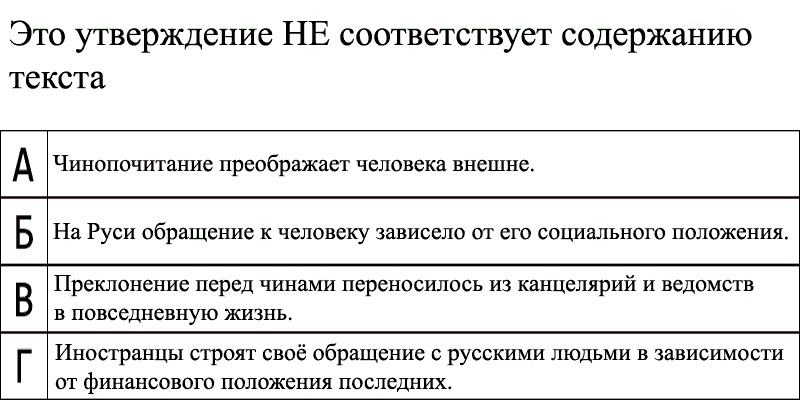 Это утверждение НЕ соответствует содержанию
текста
А Чинопочитание преображает человека внешне.
Б На Руси обращение к человеку зависело от его социального положения.
В Преклонение перед чинами переносилось из канцелярий и ведомств
в повседневную жизнь.
Г Иностранцы строят своё обращение с русскими людьми в зависимости
от финансового положения последних.